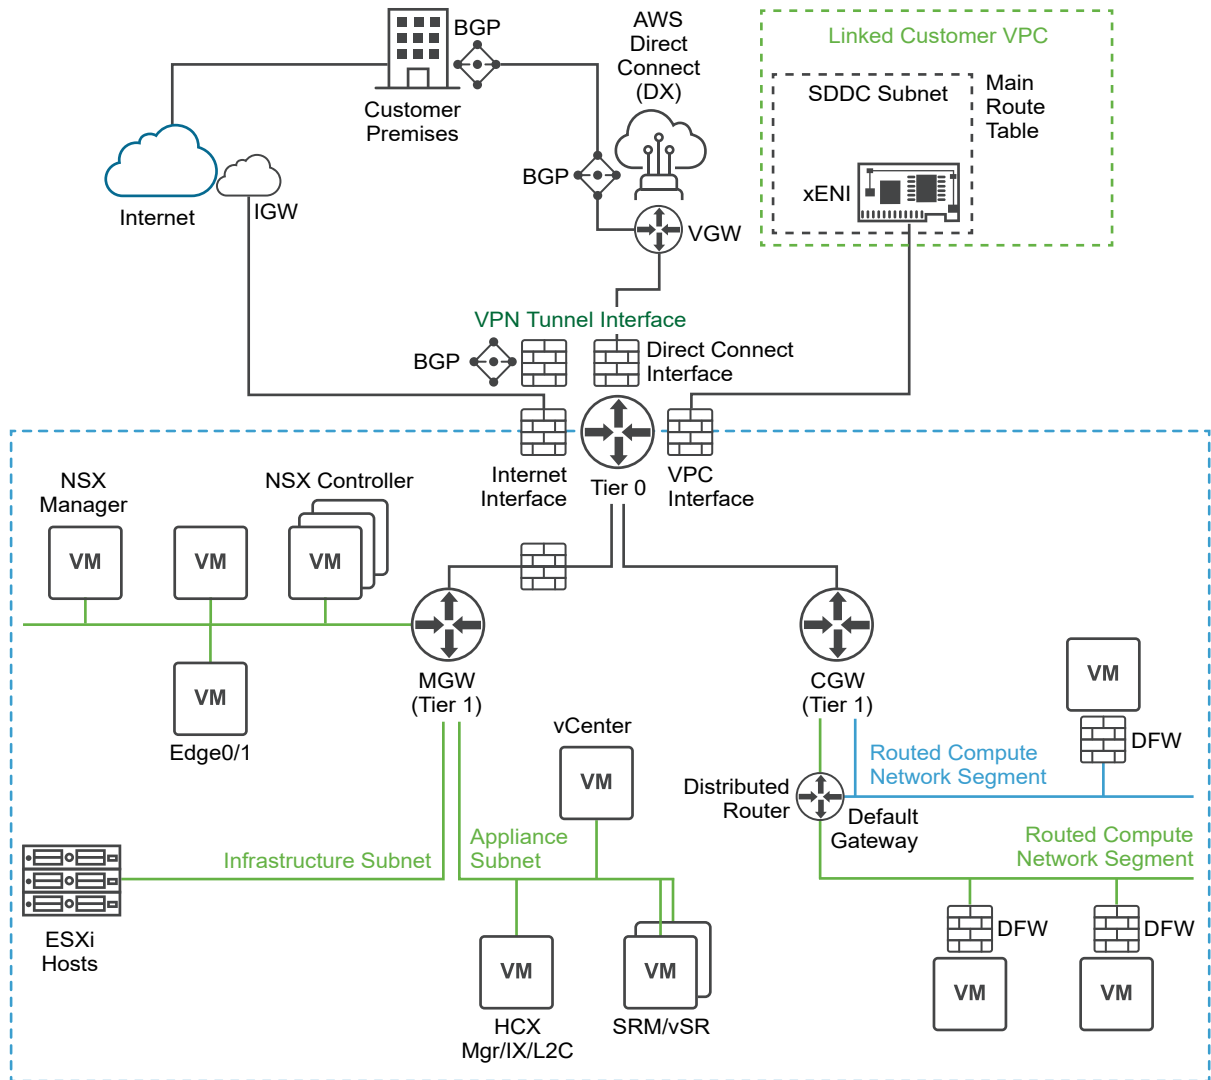 BGP
Customer
Premises
AWS
Direct
Connect
(DX)
Linked Customer VPC
SDDC Subnet
Main
Route
Table
xENI
Internet
IGW
BGP
VGW
VPN Tunnel Interface
BGP
Direct Connect
Interface
Internet
Interface
Tier 0
VPC
Interface
NSX
Manager
NSX Controller
VM
VM
VM
VM
Edge0/1
MGW
(Tier 1)
CGW
(Tier 1)
VM
DFW
vCenter
VM
Routed Compute
Network Segment
Distributed
Router
Default
Gateway
Infrastructure Subnet
Appliance
Subnet
Routed Compute
Network Segment
ESXi
Hosts
VM
HCX
Mgr/IX/L2C
VM
SRM/vSR
DFW
VM
DFW
VM